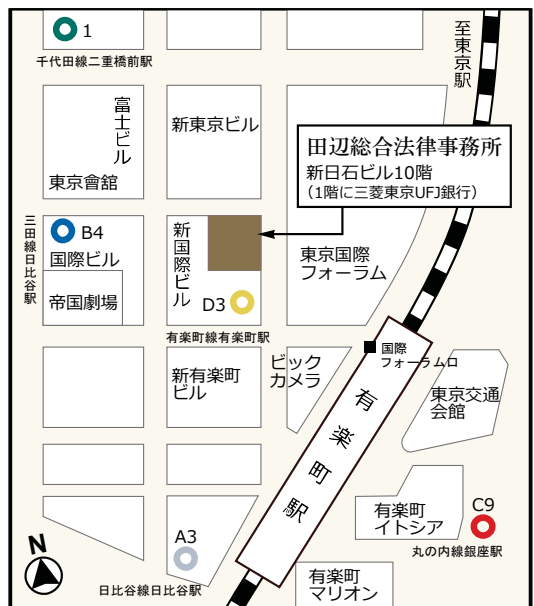 1
千代田線二重橋前駅
至東京駅
富士ビル
東京會舘
新東京ビル
田辺総合法律事務所
新日石ビル10階
(1階に三菱東京UFJ銀行)
三田線日比谷駅
B4
国際ビル
帝国劇場
新国際ビル
D3
有楽町線有楽町駅
東京国際
フォーラム
国際
フォーラム口
新有楽町
ビル
ビック
カメラ
有楽町駅
東京交通
会館
有楽町
イトシア
C9
丸の内線銀座駅
A3
日比谷線日比谷駅
有楽町
マリオン
N